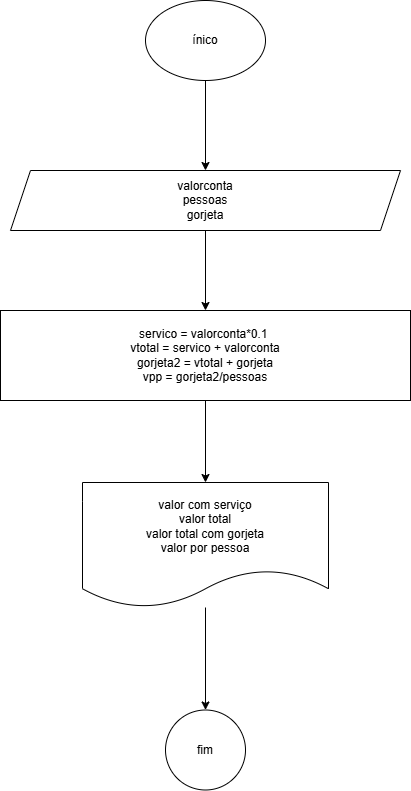 ínico
valorconta
pessoas
gorjeta
servico = valorconta*0.1
vtotal = servico + valorconta
gorjeta2 = vtotal + gorjeta
vpp = gorjeta2/pessoas
valor com serviço
valor total
valor total com gorjeta
valor por pessoa
fim